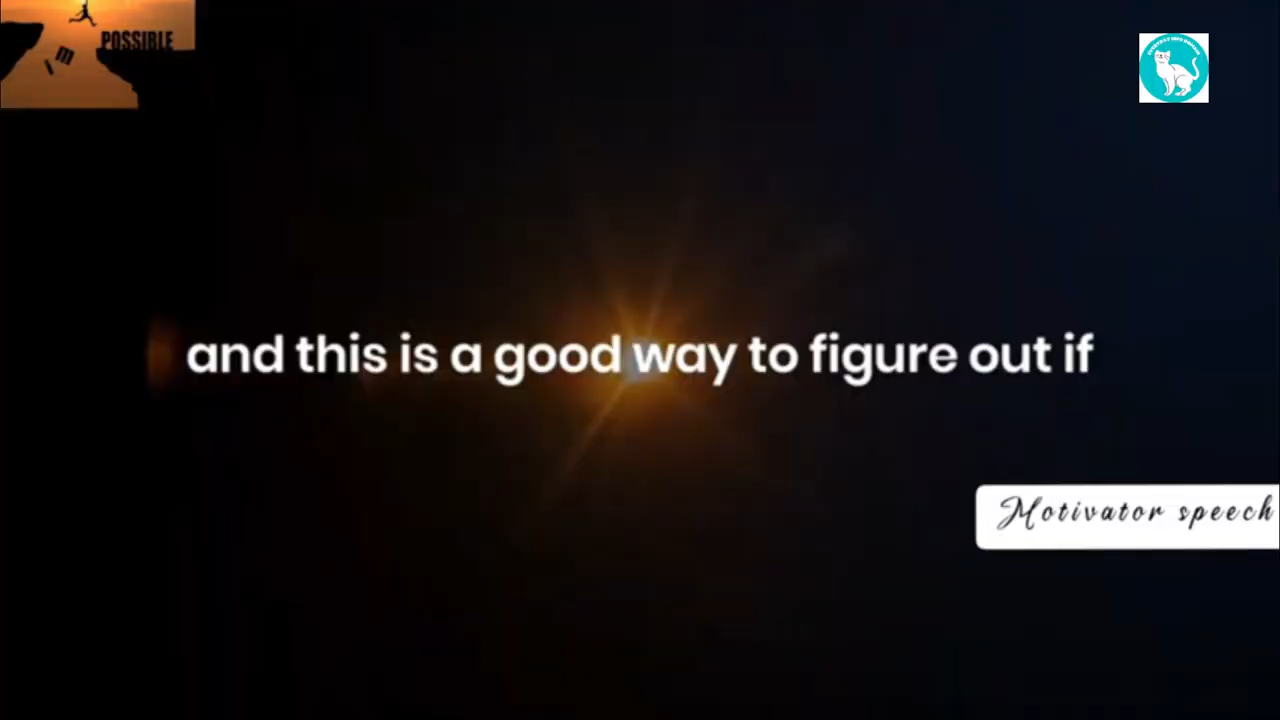 POSSIBLE
I m
and this is a good way to figure out if
Motivator speech